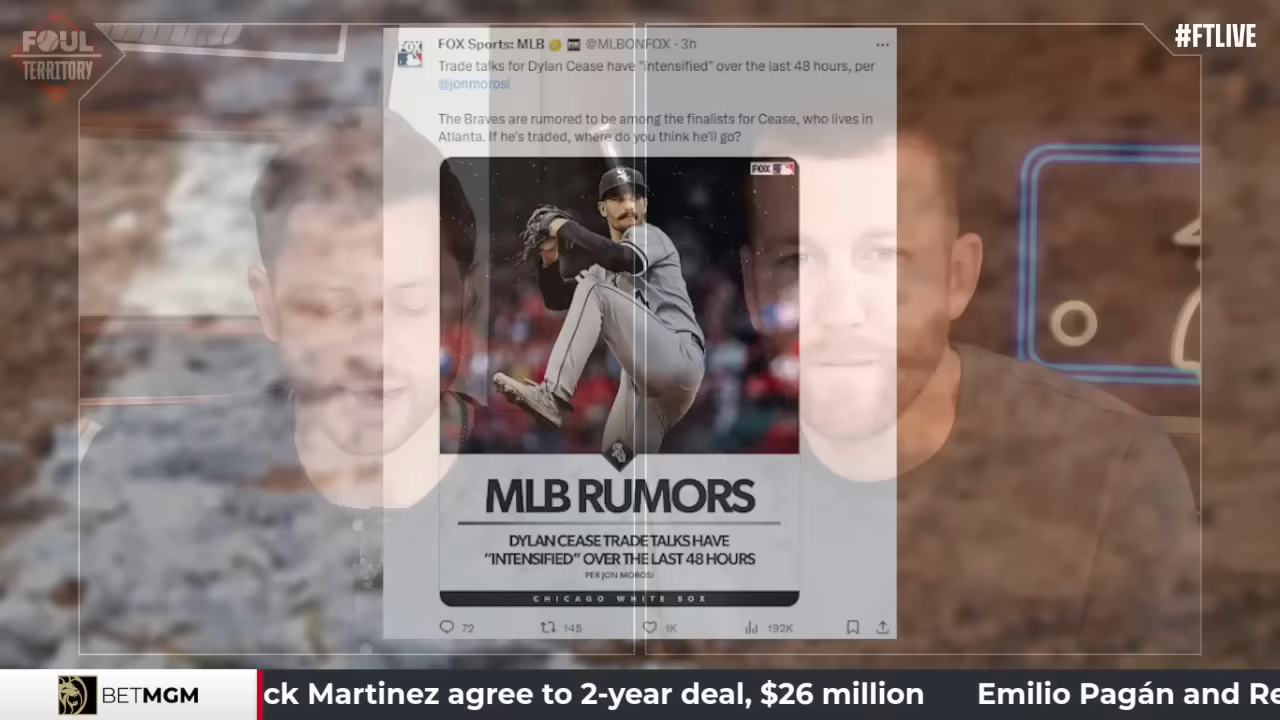 FOUL
TERRITORY
#FTLIVE
FOX Sports: MLB @MLBONFOX · 3h
Trade talks for Dylan Cease have "intensified" over the last 48 hours, per
@jonmorosi
The Braves are rumored to be among the finalists for Cease, who lives in
Atlanta. If he's traded, where do you think he'll go?
FOX
MLB RUMORS
DYLAN CEASE TRADE TALKS HAVE
“INTENSIFIED” OVER THE LAST 48 HOURS
PER JON MOROSI
CHICAGO WHITE SOX
72 145 1K 192K
BETMGM
ck Martinez agree to 2-year deal, $26 million Emilio Pagán and Re